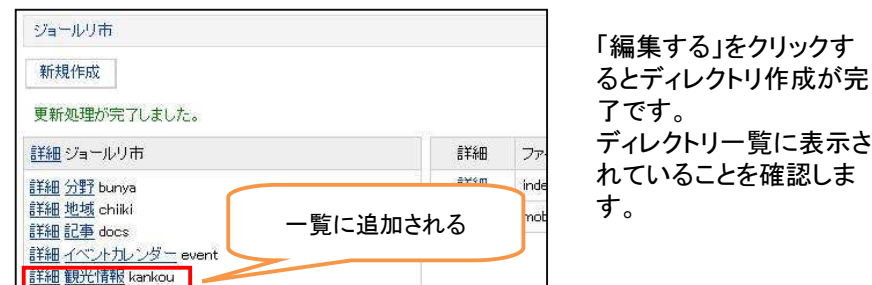 ジョールリ市
新規作成
更新処理が完了しました。
詳細 ジョールリ市
詳細 分野 bunya
詳細 地域 chiiki
詳細 記事 docs
詳細 イベントカレンダー event
詳細 観光情報 kankou
詳細 ファ
詳細 inde
mob
一覧に追加される
「編集する」をクリックす
るとディレクトリ作成が完
了です。
ディレクトリ一覧に表示さ
れていることを確認しま
す。